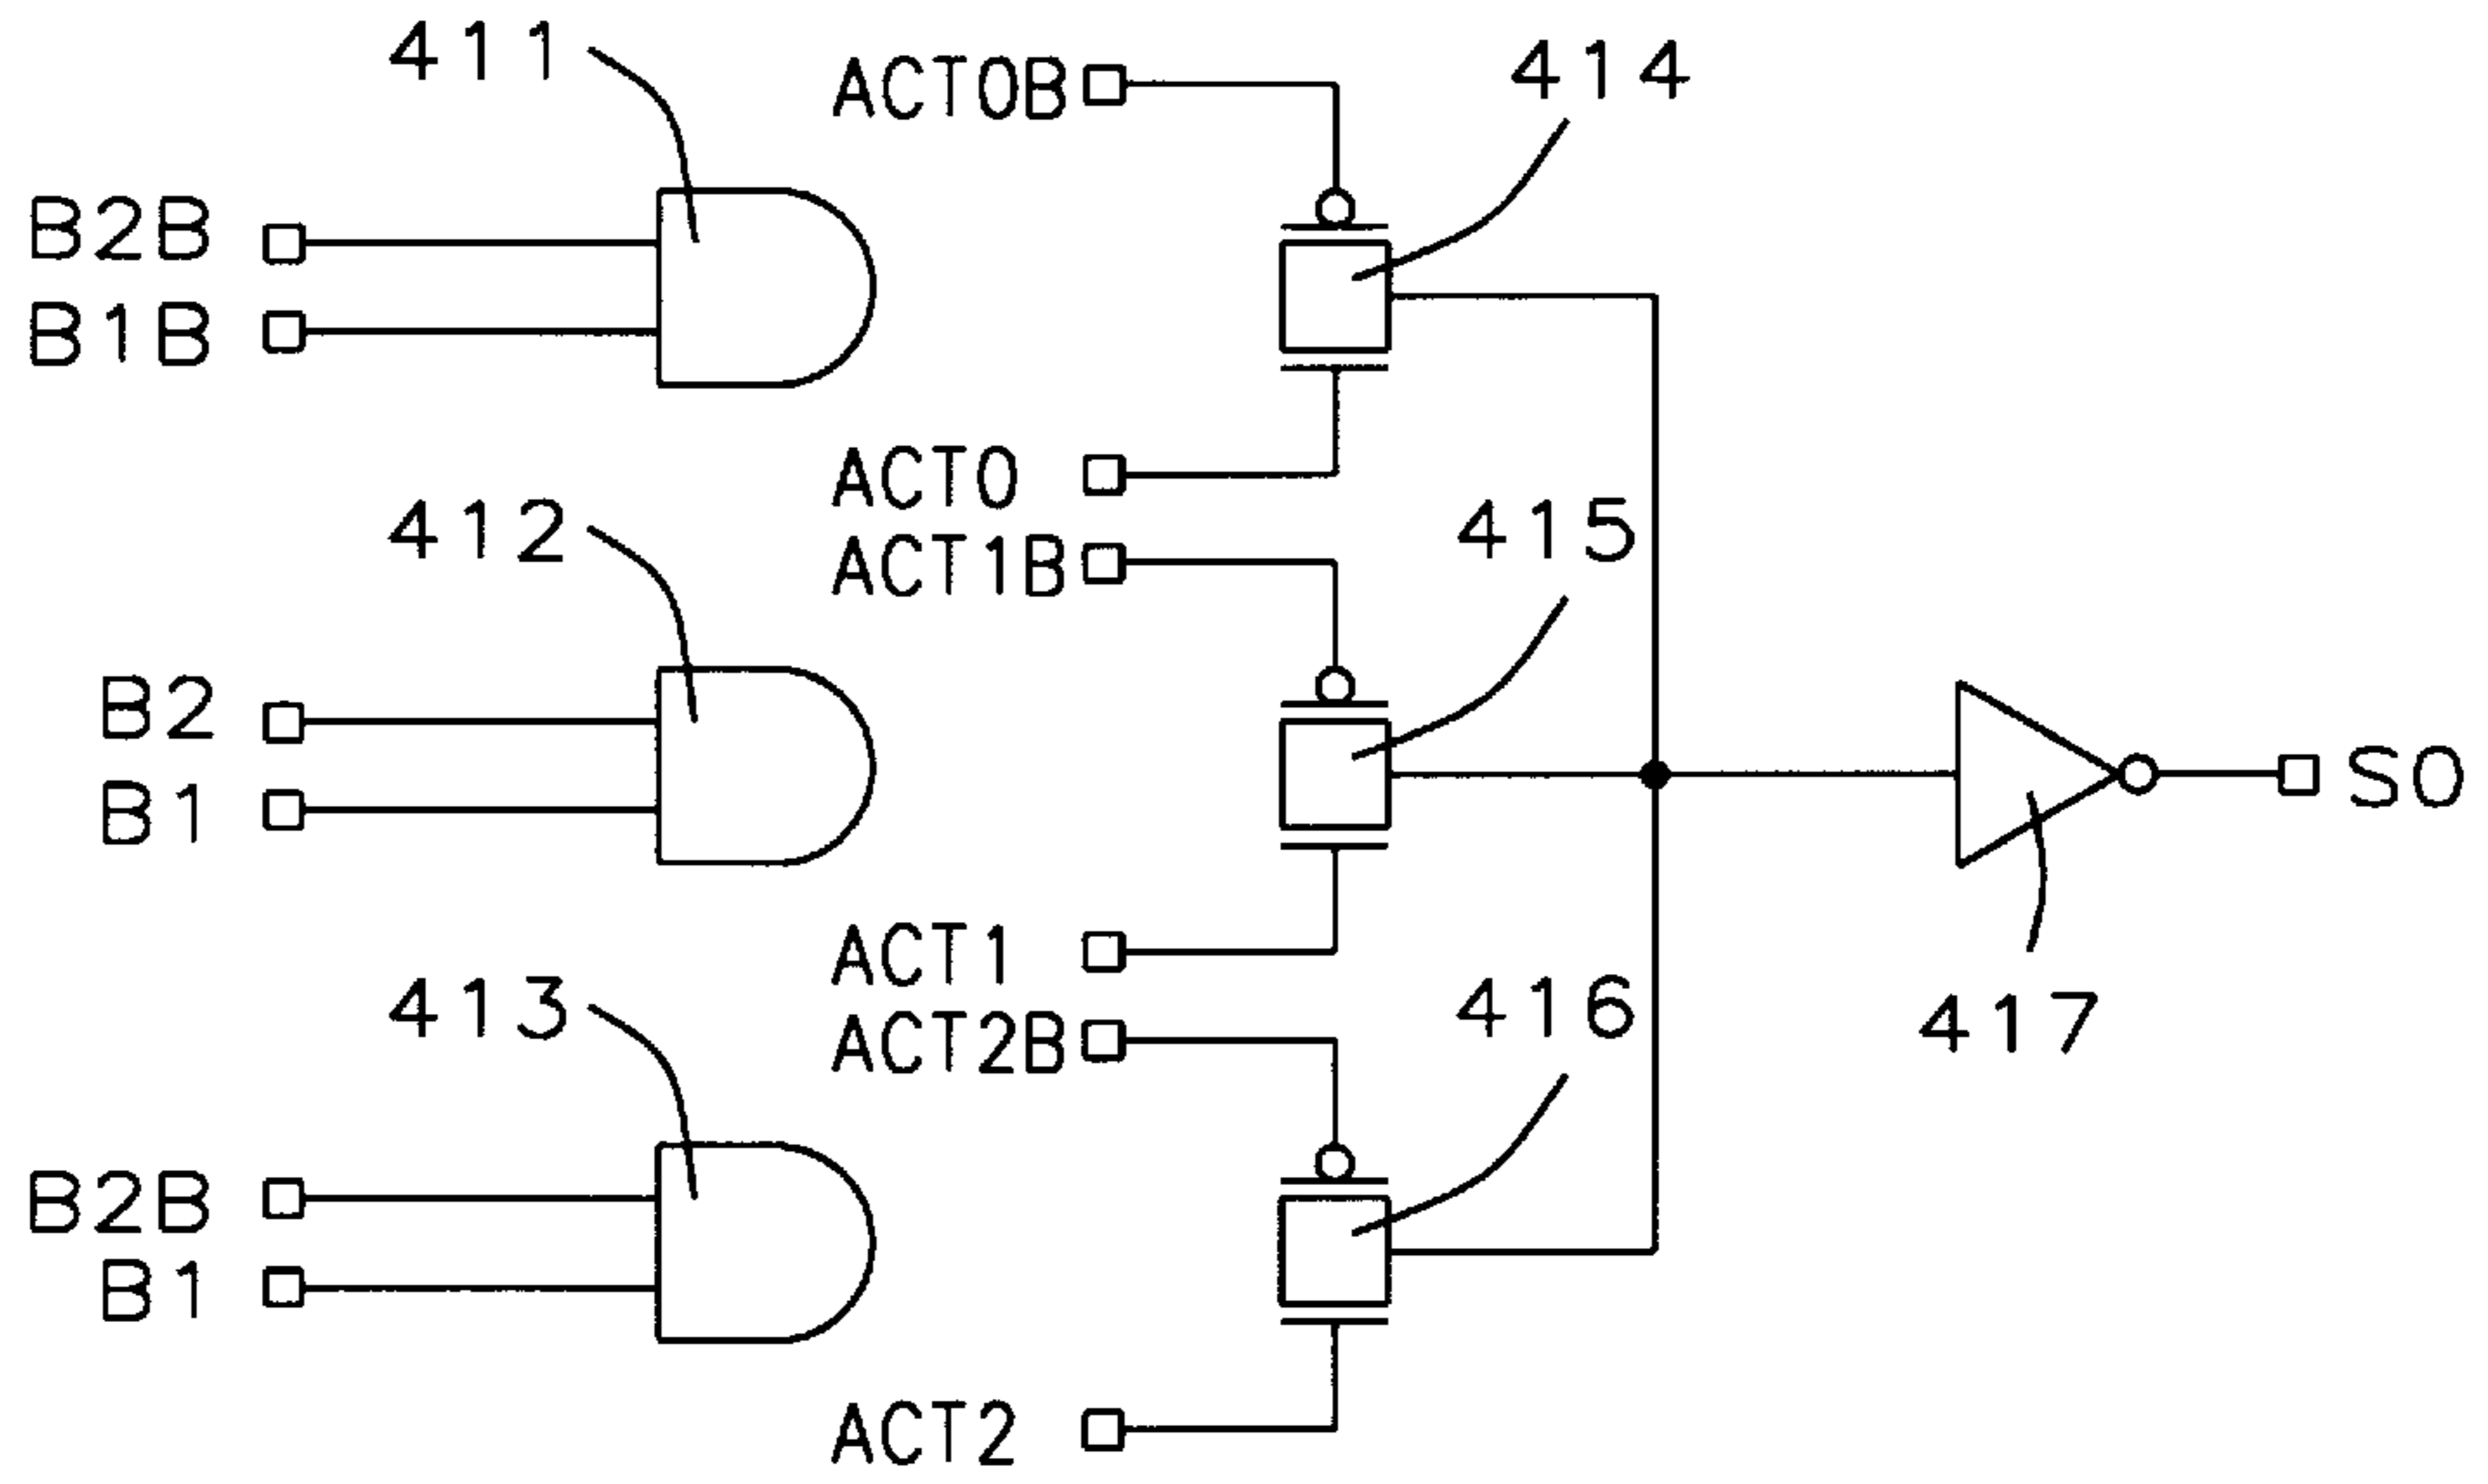 411
ACT0B
414
B2B
B1B
ACT0
412
415
ACT1B
B2
SO
B1
ACT1
413
416
417
ACT2B
B2B
B1
ACT2